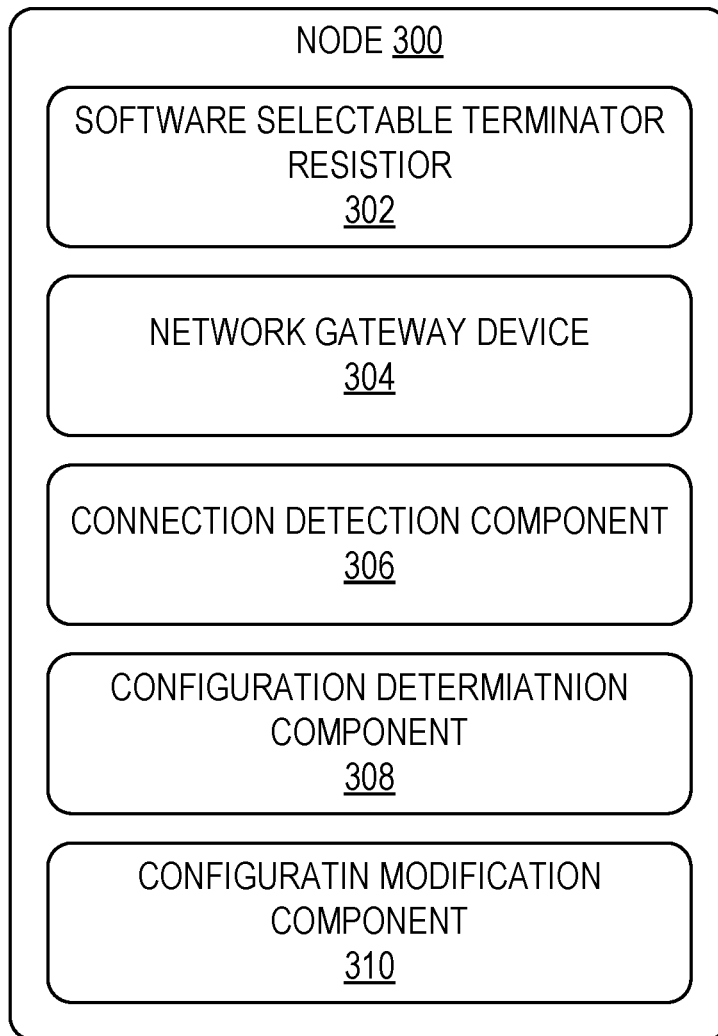 NODE 300
SOFTWARE SELECTABLE TERMINATOR
RESISTIOR
302
NETWORK GATEWAY DEVICE
304
CONNECTION DETECTION COMPONENT
306
CONFIGURATION DETERMIATNION
COMPONENT
308
CONFIGURATIN MODIFICATION
COMPONENT
310